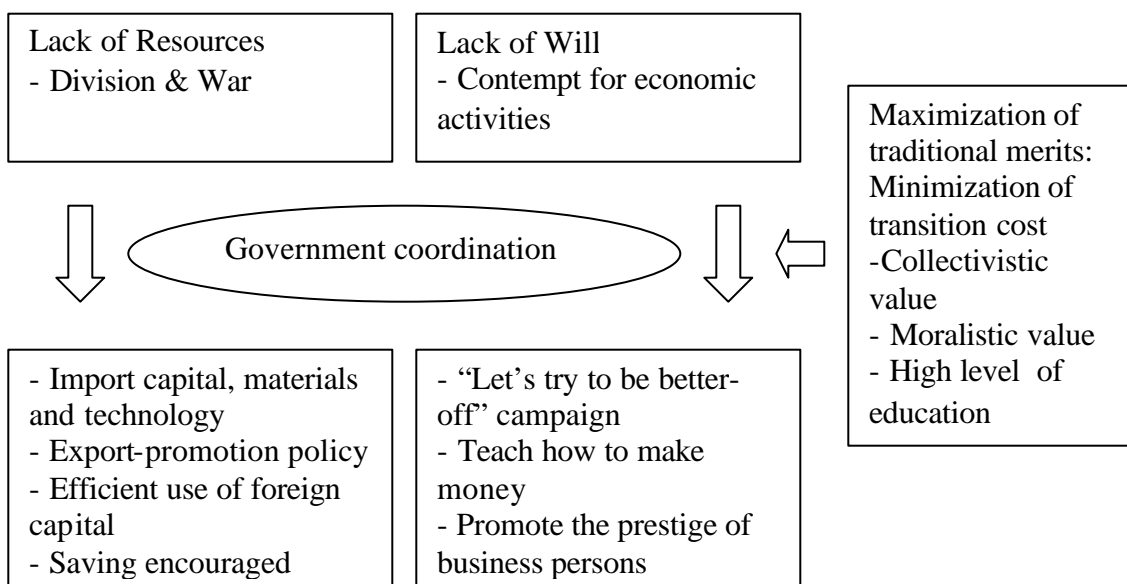 Lack of Resources
- Division & War
Lack of Will
- Contempt for economic
activities
Maximization of
traditional merits:
Minimization of
transition cost
-Collectivistic
value
- Moralistic value
- High level of
education
Government coordination
- Import capital, materials
and technology
- Export-promotion policy
- Efficient use of foreign
capital
- Saving encouraged
- “Let’s try to be better-
off” campaign
- Teach how to make
money
- Promote the prestige of
business persons